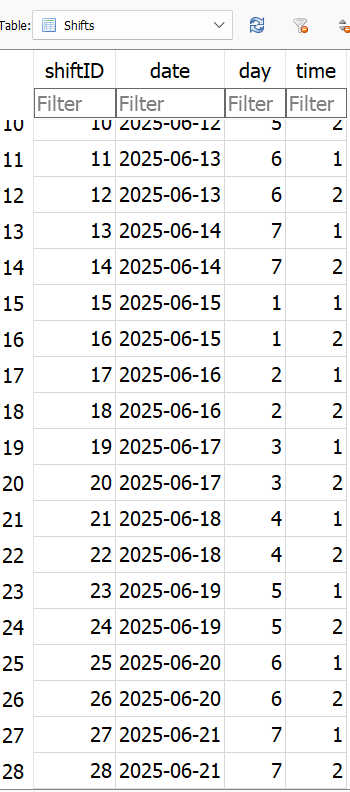 Table: Shifts
shiftID date day time
Filter Filter Filter Filter
10 10 2025-06-12 5 2
11 11 2025-06-13 6 1
12 12 2025-06-13 6 2
13 13 2025-06-14 7 1
14 14 2025-06-14 7 2
15 15 2025-06-15 1 1
16 16 2025-06-15 1 2
17 17 2025-06-16 2 1
18 18 2025-06-16 2 2
19 19 2025-06-17 3 1
20 20 2025-06-17 3 2
21 21 2025-06-18 4 1
22 22 2025-06-18 4 2
23 23 2025-06-19 5 1
24 24 2025-06-19 5 2
25 25 2025-06-20 6 1
26 26 2025-06-20 6 2
27 27 2025-06-21 7 1
28 28 2025-06-21 7 2